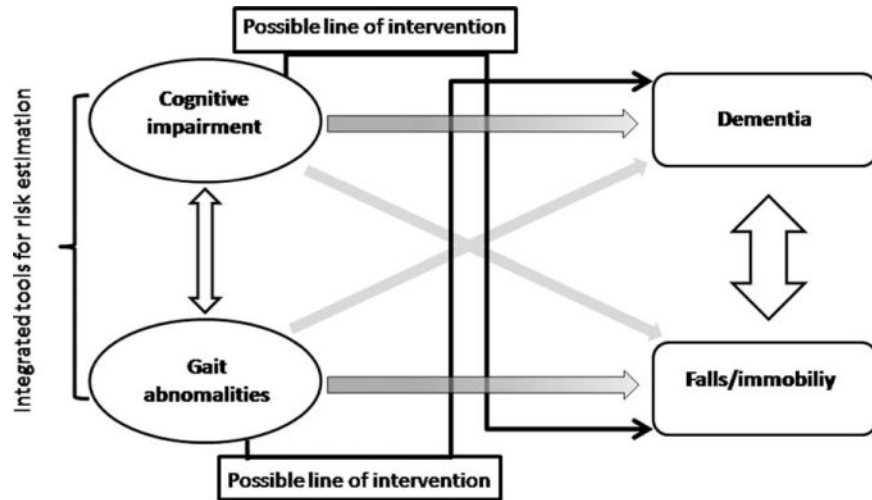 Possible line of intervention
Integrated tools for risk estimation
Cognitive
impairment
Dementia
Gait
abnomalities
Falls/immobiliy
Possible line of intervention